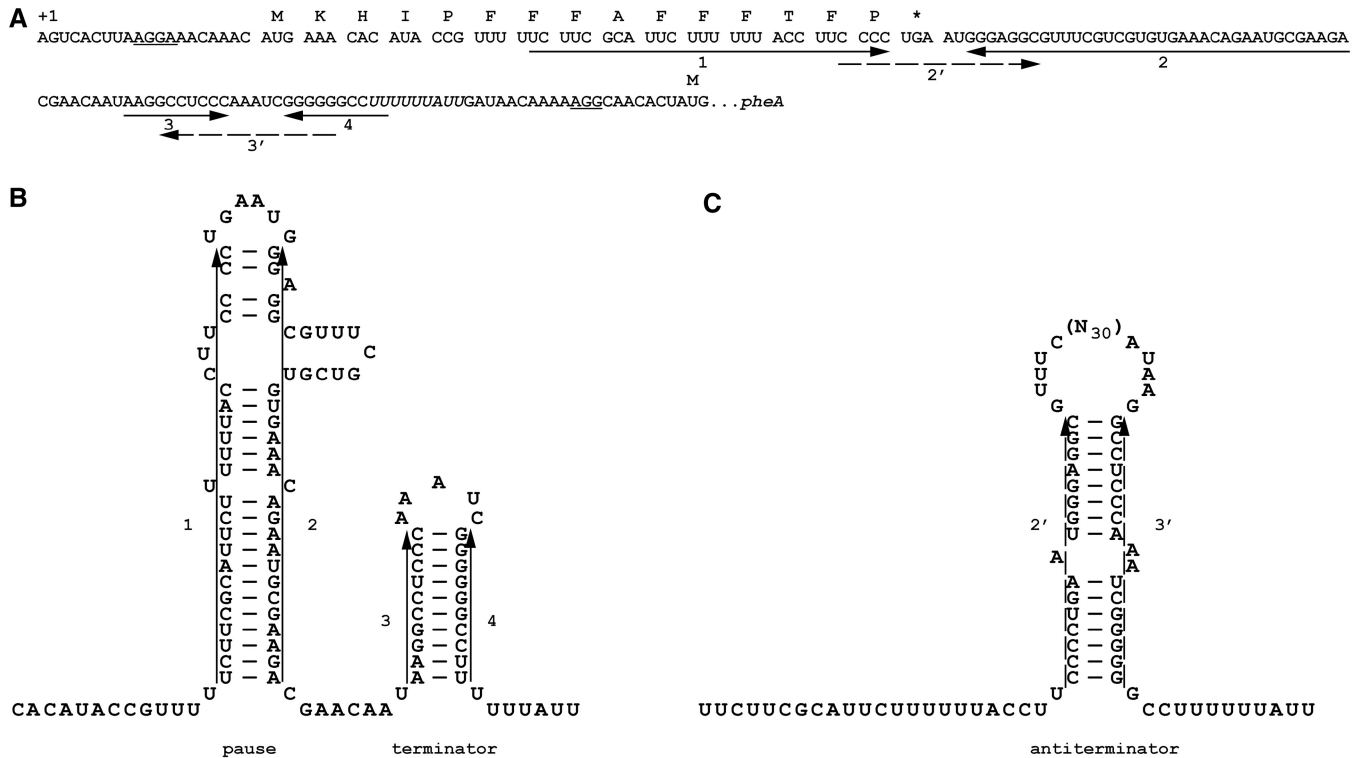 A
+1 M K H I P F F F A F F F T F P *
AGUCACUUAAGGAAACAAAC AUG AAA CAC AUA CCG UUU UUC UUC GCA UUC UUU UUU ACC UUC CCC UGA AUGGGAGGCGUUUCGUCGUGUGAAACAGAAUGCGAAGA
1 2′ 2
M
CGAACAAUAAGGCCUCCCAAAUCGGGGGGCCUUUUUUAUUGAUAACAAAAAGGCAACACUAUG...pheA
3 4
3′
B
A A
G U
U G
C – G
C – G
A
C – G
C – G
U CGUUU
U C
C UGCUG
C – G
A – U
U – G
U – A
U – A
U – A
U C
U – A
1 C – G 2
U – A
U – A
A – U
C – G
G – C
C – G
U – A
U – A
C – G
U – A
U C
A
A U
A C
C – G
C – G
C – G
U – G
C – G
C – G
3 G – C 4
G – C
A – U
A – U
U U
CACAUACCGUUU GAACAA UUUAUU
pause terminator
C
(N30)
C A
U U
U A
U A
G G
C – G
G – C
G – C
A – U
G – C
G – C
2′ G – C 3′
U – A
A A
A
A – U
G – C
U – G
C – G
C – G
C – G
C – G
U G
UUCUUCGCAUUCUUUUUUACCU CCUUUUUUAUU
antiterminator